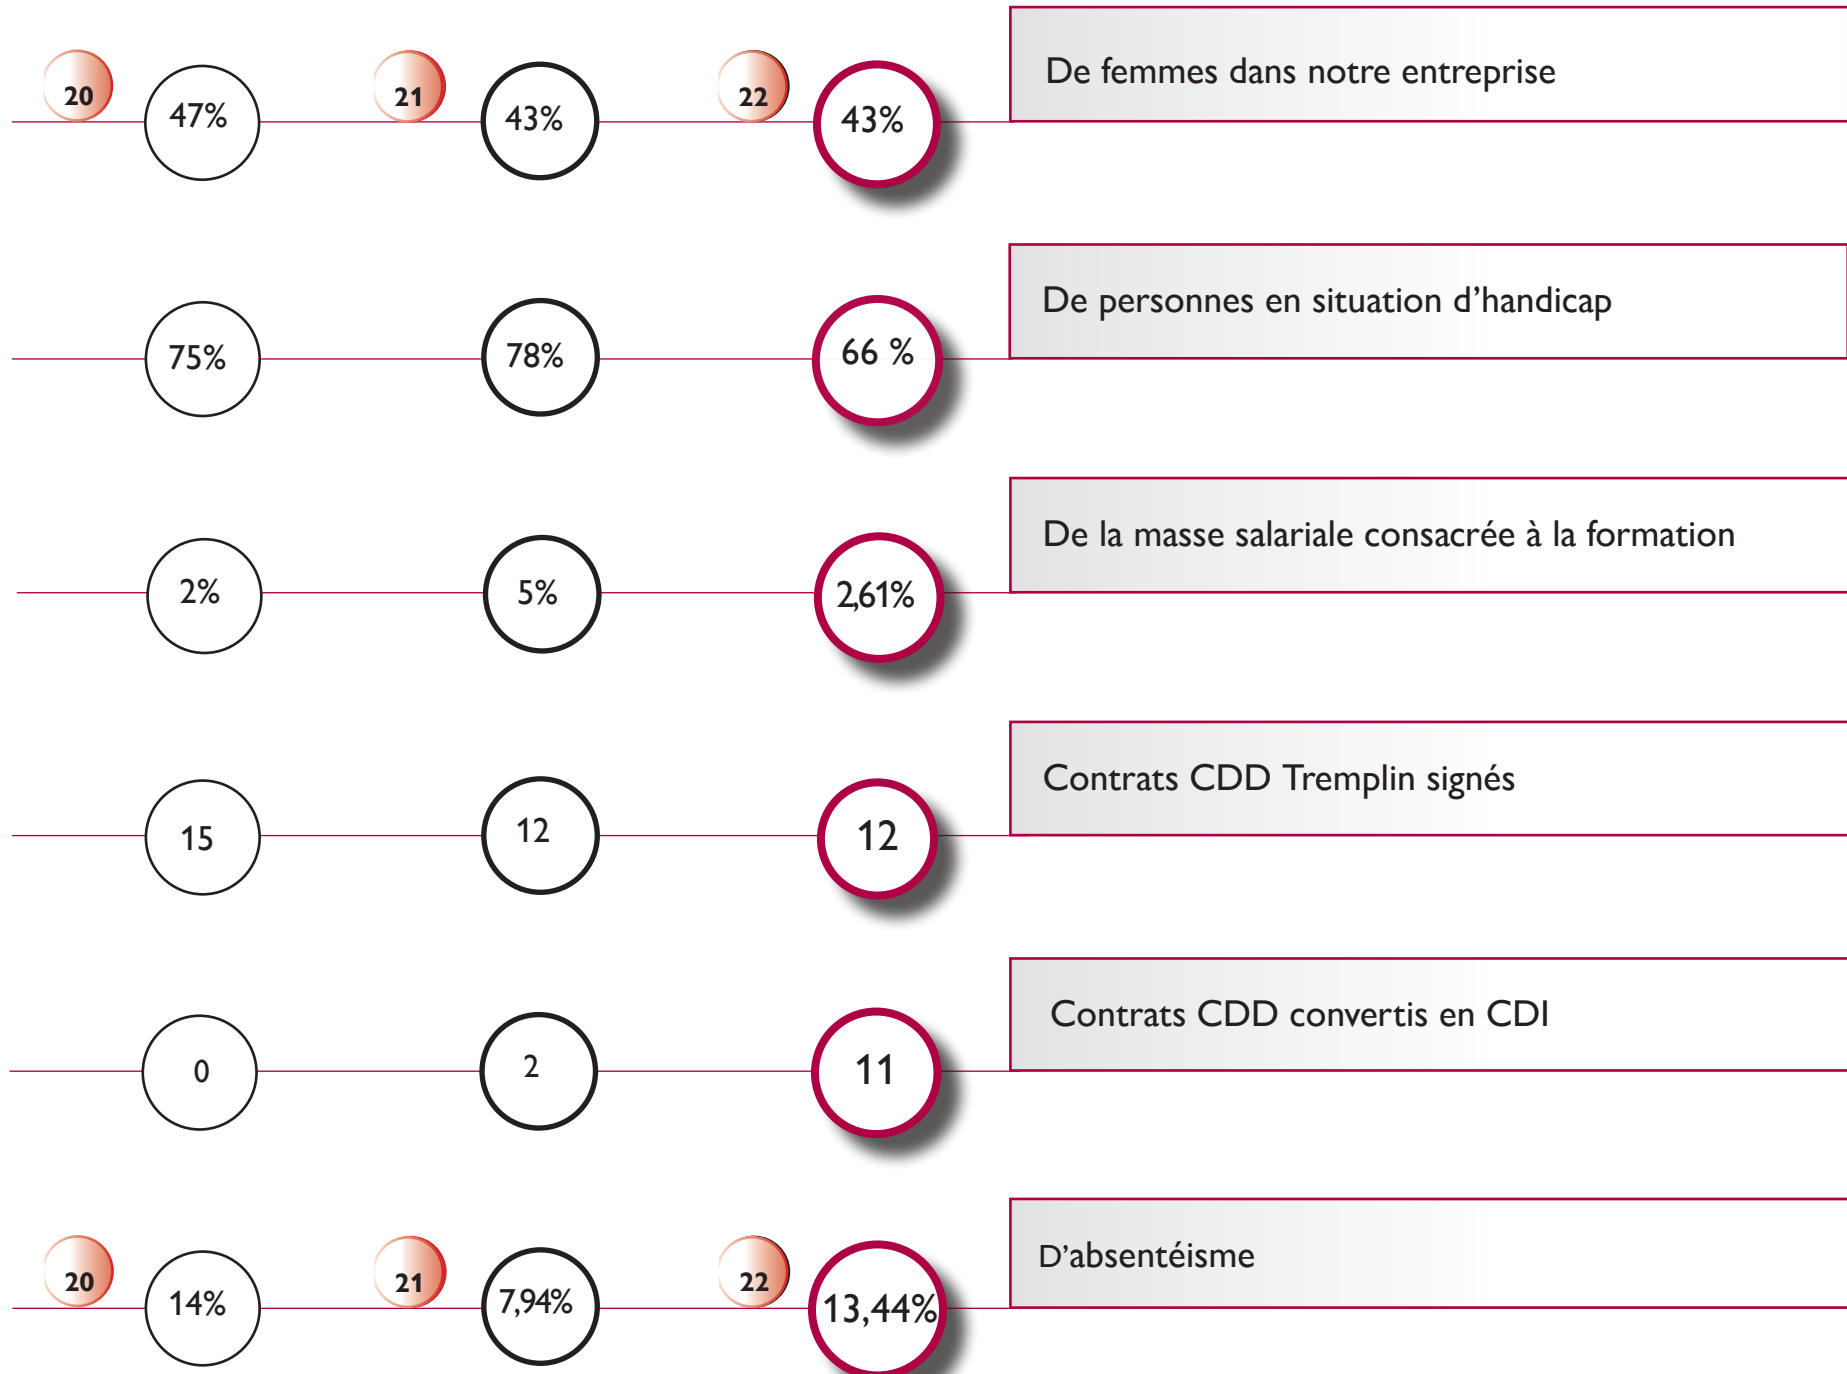 20 47% 21 43% 22 43% De femmes dans notre entreprise
75% 78% 66 % De personnes en situation d’handicap
2% 5% 2,61% De la masse salariale consacrée à la formation
15 12 12 Contrats CDD Tremplin signés
0 2 11 Contrats CDD convertis en CDI
20 14% 21 7,94% 22 13,44% D’absentéisme